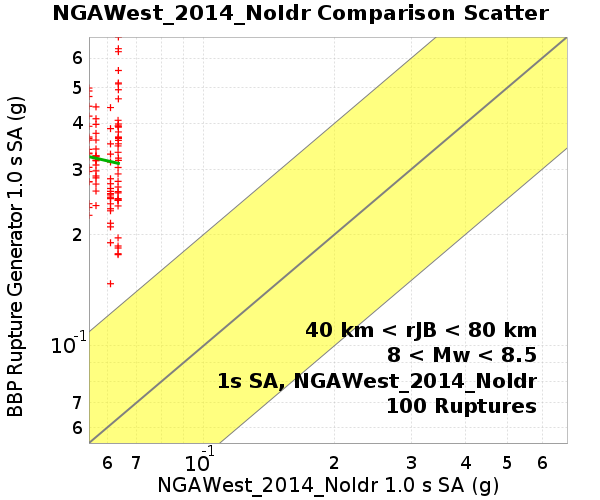 NGAWest_2014_NoIdr Comparison Scatter
BBP Rupture Generator 1.0 s SA (g)
6
5
4
3
2
10-1
7
6
40 km < rJB < 80 km
8 < Mw < 8.5
1s SA, NGAWest_2014_NoIdr
100 Ruptures
6 7 10-1 2 3 4 5 6
NGAWest_2014_NoIdr 1.0 s SA (g)